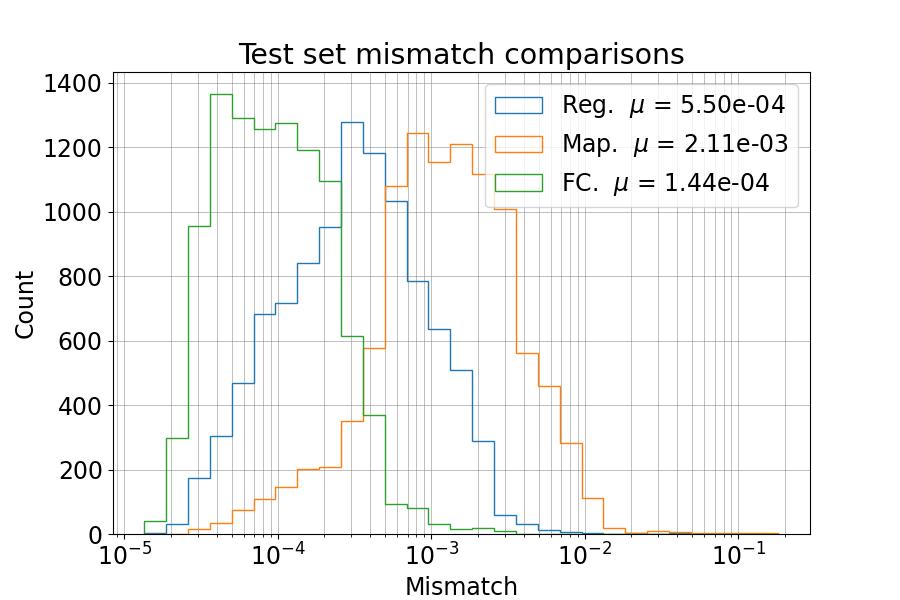 Test set mismatch comparisons
1400
1200
1000
800
600
400
200
0
Count
Reg. μ = 5.50e-04
Map. μ = 2.11e-03
FC. μ = 1.44e-04
10⁻⁵ 10⁻⁴ 10⁻³ 10⁻² 10⁻¹
Mismatch